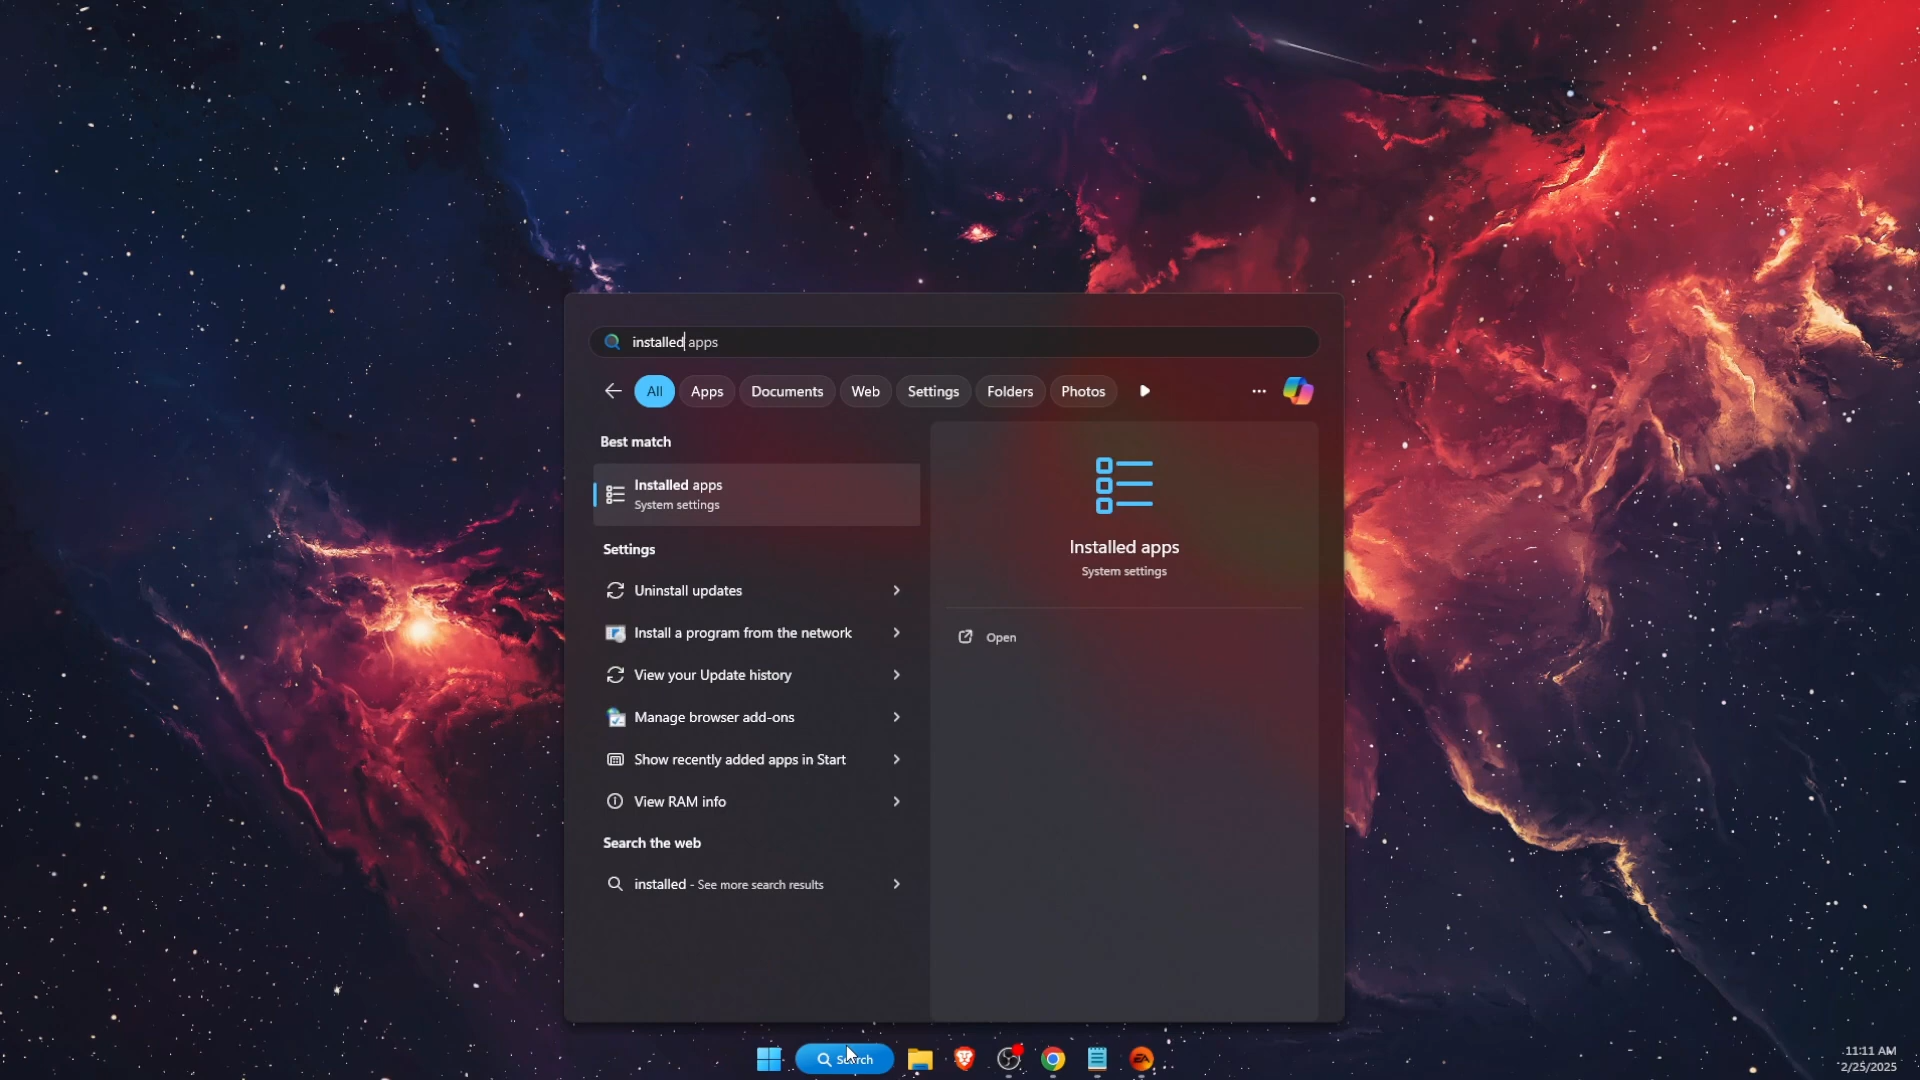 installed apps
All Apps Documents Web Settings Folders Photos
Best match
Installed apps
System settings
Settings
Uninstall updates
Install a program from the network
View your Update history
Manage browser add-ons
Show recently added apps in Start
View RAM info
Search the web
installed - See more search results
Installed apps
System settings
Open
Search
EA
11:11 AM
2/25/2025